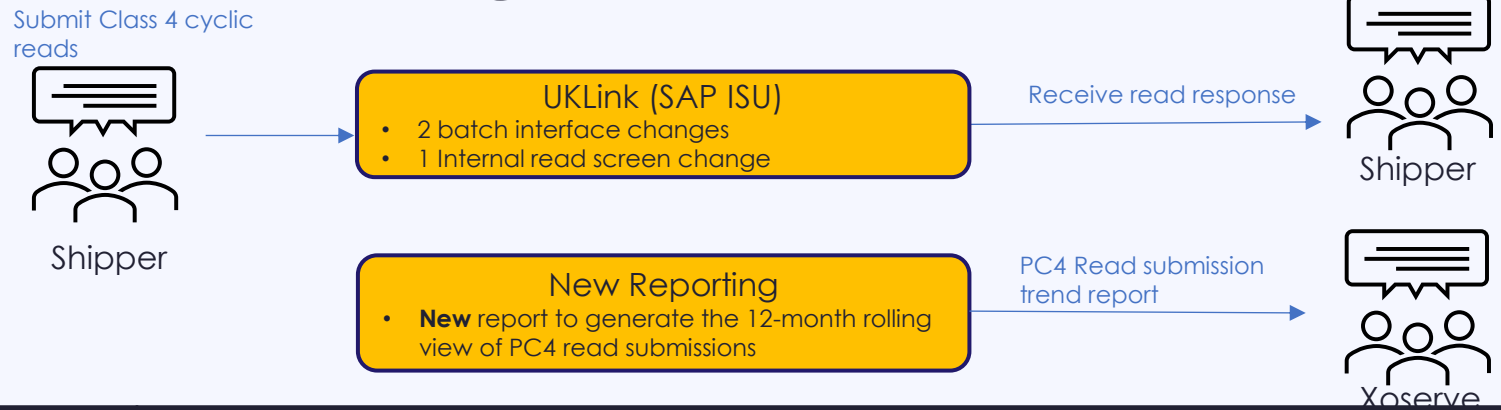 Submit Class 4 cyclic
reads
Shipper
UKLink (SAP ISU)
• 2 batch interface changes
• 1 Internal read screen change
Receive read response
Shipper
New Reporting
• New report to generate the 12-month rolling
view of PC4 read submissions
PC4 Read submission
trend report
Xoserve